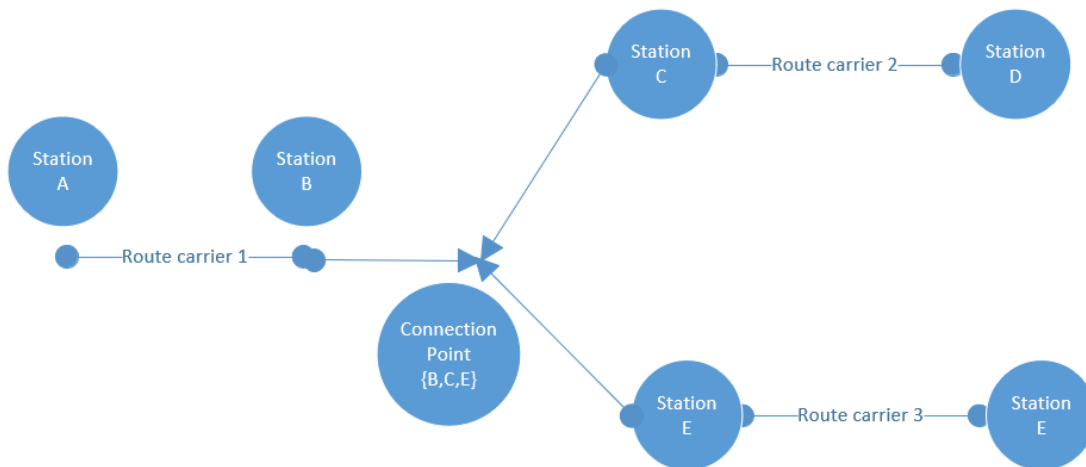 Station
C
Route carrier 2
Station
D
Station
A
Station
B
Route carrier 1
Connection
Point
{B,C,E}
Station
E
Route carrier 3
Station
E